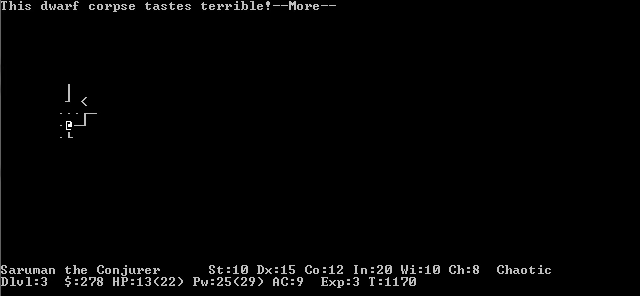 This dwarf corpse tastes terrible!--More--
Saruman the Conjurer St:10 Dx:15 Co:12 In:20 Wi:10 Ch:8 Chaotic
Dlvl:3 $:278 HP:13(22) Pw:25(29) AC:9 Exp:3 T:1170